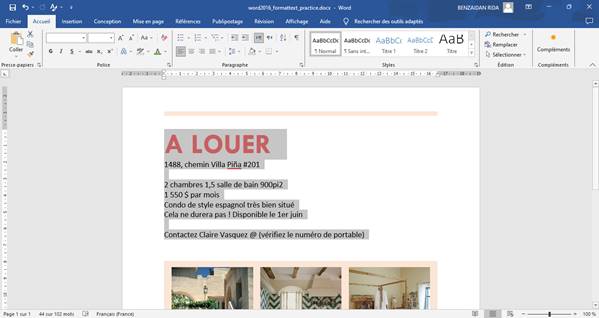 word2016_formattext_practice.docx - Word
BENZAIDAN RIDA
Fichier Accueil Insertion Conception Mise en page Références Publipostage Révision Affichage Aide Rechercher des outils adaptés
Coller
Presse-papiers
Police
Paragraphe
AaBbCcDc AaBbCcDc AaBbCc AaBbCcD AaB
¶ Normal ¶ Sans int... Titre 1 Titre 2 Titre
Styles
Rechercher
Remplacer
Sélectionner
Édition
Compléments
Compléments
A LOUER
1488, chemin Villa Piña #201
2 chambres 1,5 salle de bain 900pi2
1 550 $ par mois
Condo de style espagnol très bien situé
Cela ne durera pas ! Disponible le 1er juin
Contactez Claire Vasquez @ (vérifiez le numéro de portable)
Page 1 sur 1 44 sur 102 mots Français (France) 100 %